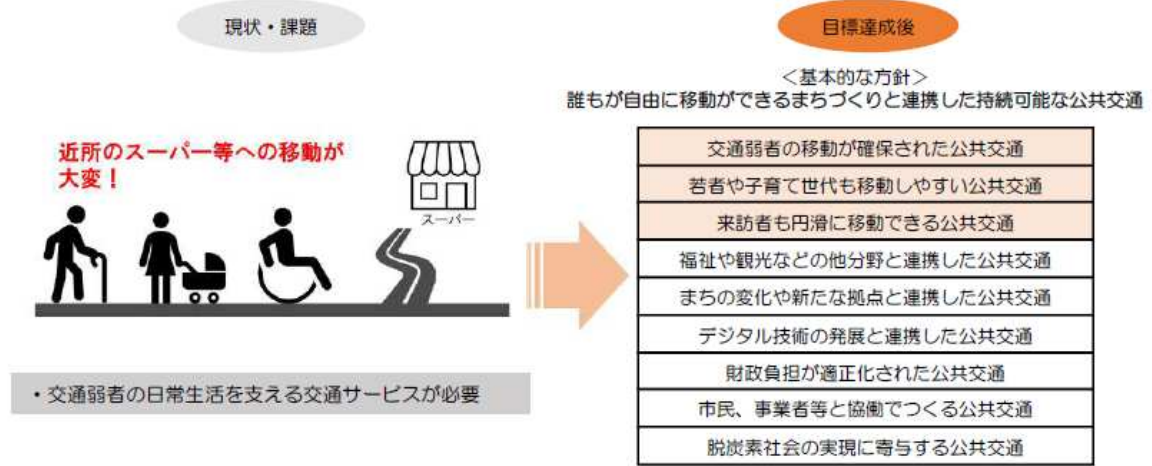 現状・課題
近所のスーパー等への移動が
大変！
スーパー
・交通弱者の日常生活を支える交通サービスが必要
目標達成後
＜基本的な方針＞
誰もが自由に移動ができるまちづくりと連携した持続可能な公共交通
交通弱者の移動が確保された公共交通
若者や子育て世代も移動しやすい公共交通
来訪者も円滑に移動できる公共交通
福祉や観光などの他分野と連携した公共交通
まちの変化や新たな拠点と連携した公共交通
デジタル技術の発展と連携した公共交通
財政負担が適正化された公共交通
市民、事業者等と協働でつくる公共交通
脱炭素社会の実現に寄与する公共交通